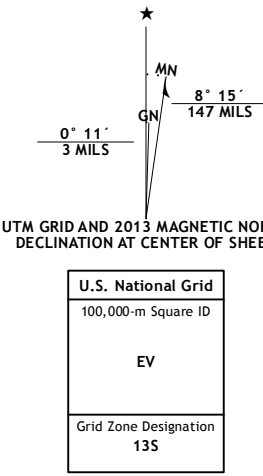 ★
MN
GN
8° 15´
147 MILS
0° 11´
3 MILS
UTM GRID AND 2013 MAGNETIC NO
DECLINATION AT CENTER OF SHEE
U.S. National Grid
100,000-m Square ID
EV
Grid Zone Designation
13S